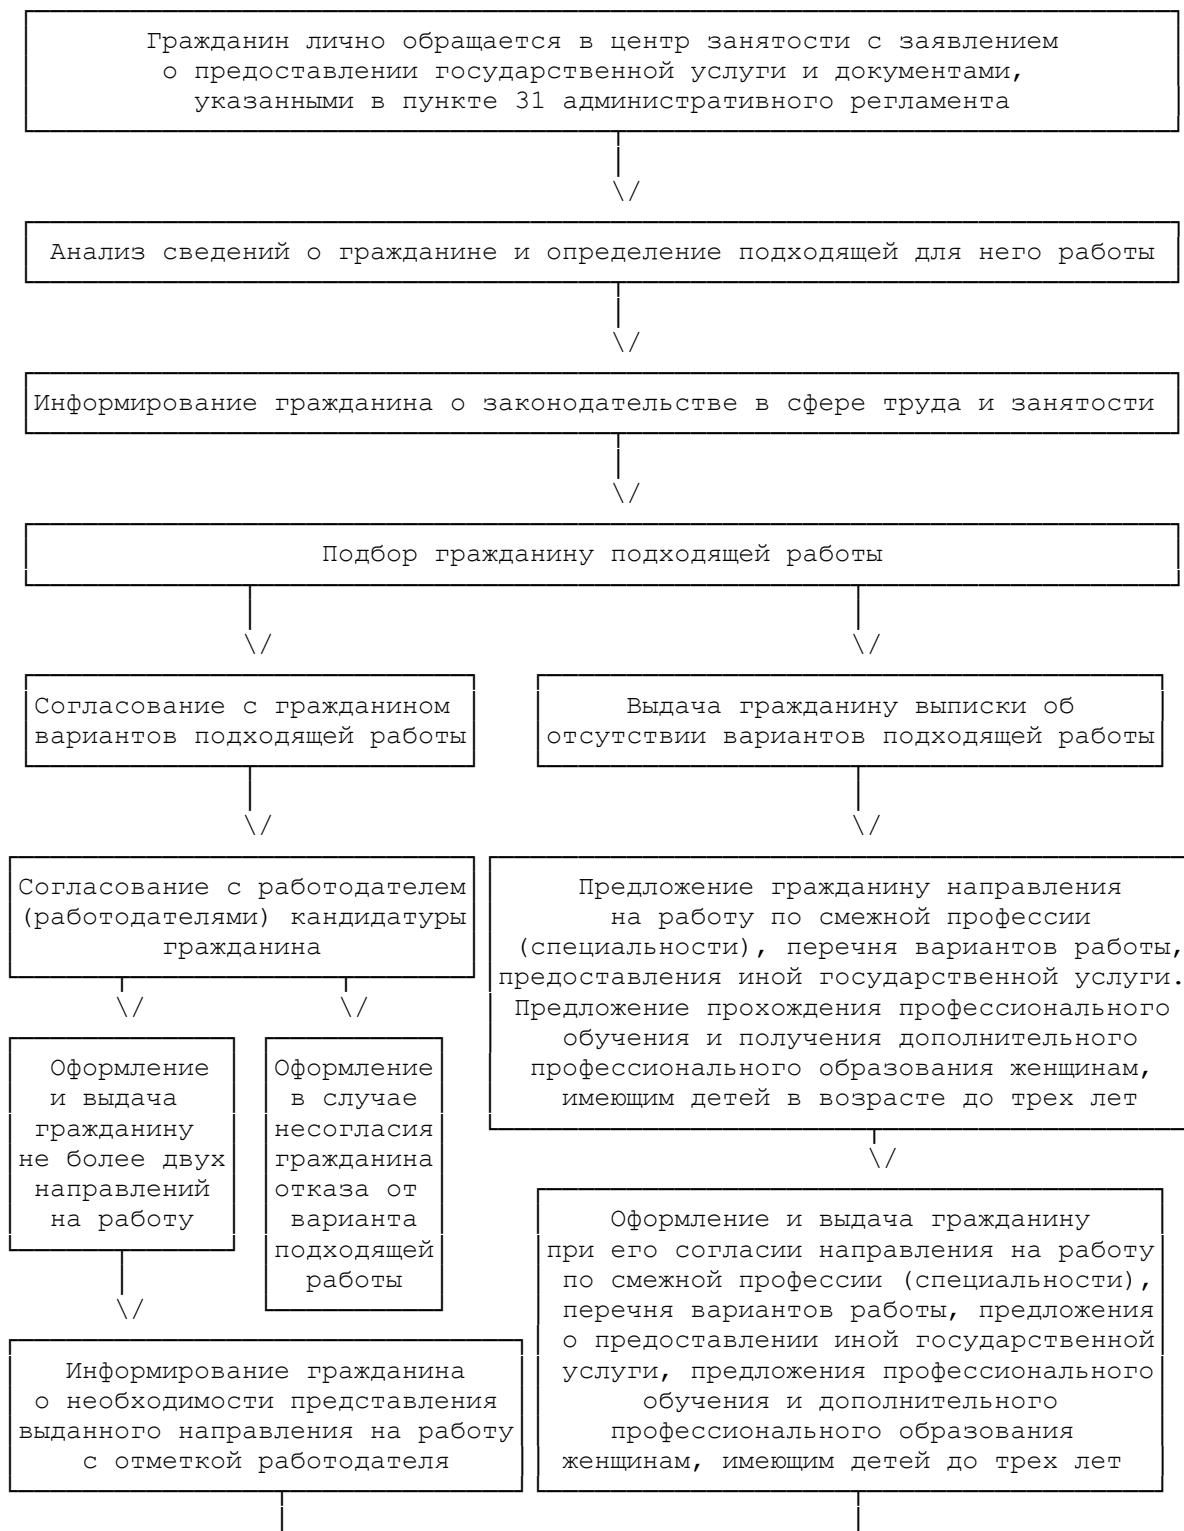 Гражданин лично обращается в центр занятости с заявлением
о предоставлении государственной услуги и документами,
указанными в пункте 31 административного регламента
\/
Анализ сведений о гражданине и определение подходящей для него работы
\/
Информирование гражданина о законодательстве в сфере труда и занятости
\/
Подбор гражданину подходящей работы
\/
\/
Согласование с гражданином
вариантов подходящей работы
Выдача гражданину выписки об
отсутствии вариантов подходящей работы
\/
\/
Согласование с работодателем
(работодателями) кандидатуры
гражданина
Предложение гражданину направления
на работу по смежной профессии
(специальности), перечня вариантов работы,
предоставления иной государственной услуги.
Предложение прохождения профессионального
обучения и получения дополнительного
профессионального образования женщинам,
имеющим детей в возрасте до трех лет
\/
\/
Оформление
и выдача
гражданину
не более двух
направлений
на работу
Оформление
в случае
несогласия
гражданина
отказа от
варианта
подходящей
работы
\/
Оформление и выдача гражданину
при его согласии направления на работу
по смежной профессии (специальности),
перечня вариантов работы, предложения
о предоставлении иной государственной
услуги, предложения профессионального
обучения и дополнительного
профессионального образования
женщинам, имеющим детей до трех лет
\/
Информирование гражданина
о необходимости представления
выданного направления на работу
с отметкой работодателя